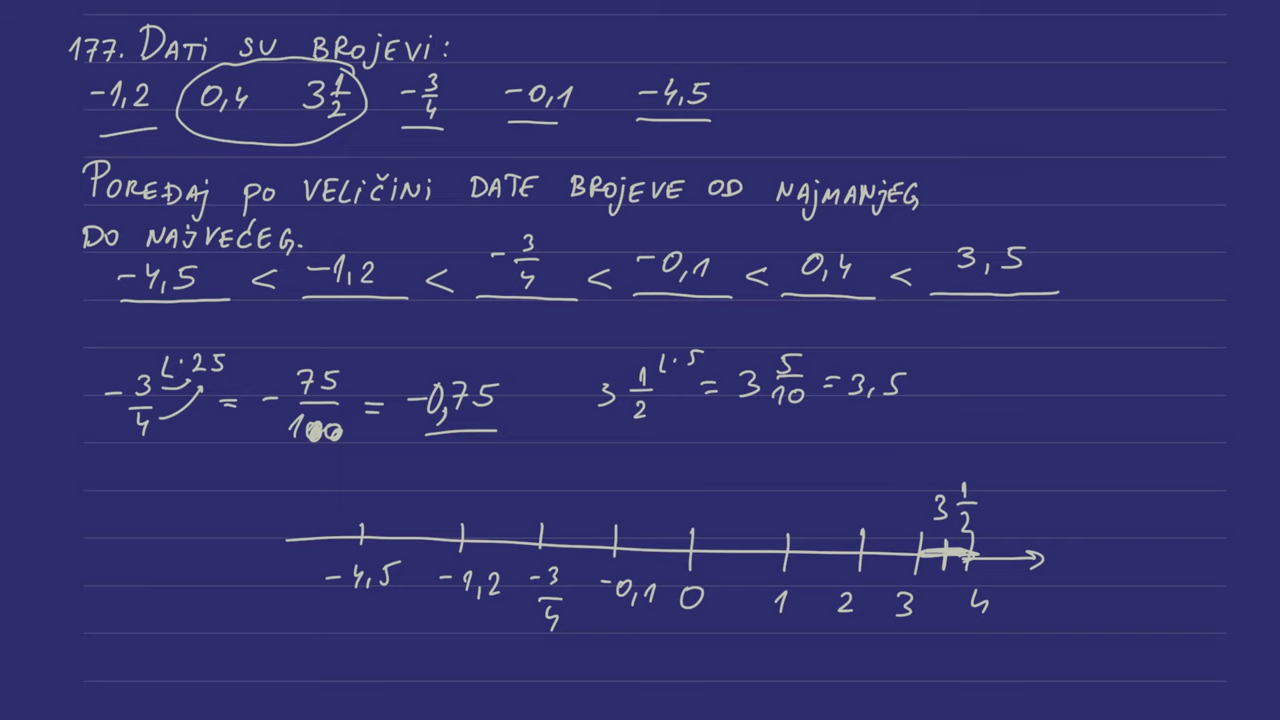 177. DATI SU BROJEVI:
-1,2 0,4 3 1/2 -3/4 -0,1 -4,5
POREĐAJ PO VELIČINI DATE BROJEVE OD NAJMANJEG
DO NAJVEĆEG.
-4,5 < -1,2 < -3/4 < -0,1 < 0,4 < 3,5
-3/4 L·25 = -75/100 = -0,75 3 1/2 L·5 = 3 5/10 = 3,5
3 1/2
-4,5 -1,2 -3/4 -0,1 0 1 2 3 4